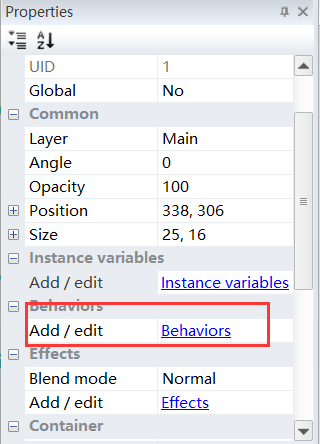 Properties
UID 1
Global No
Common
Layer Main
Angle 0
Opacity 100
Position 338, 306
Size 25, 16
Instance variables
Add / edit Instance variables
Behaviors
Add / edit Behaviors
Effects
Blend mode Normal
Add / edit Effects
Container